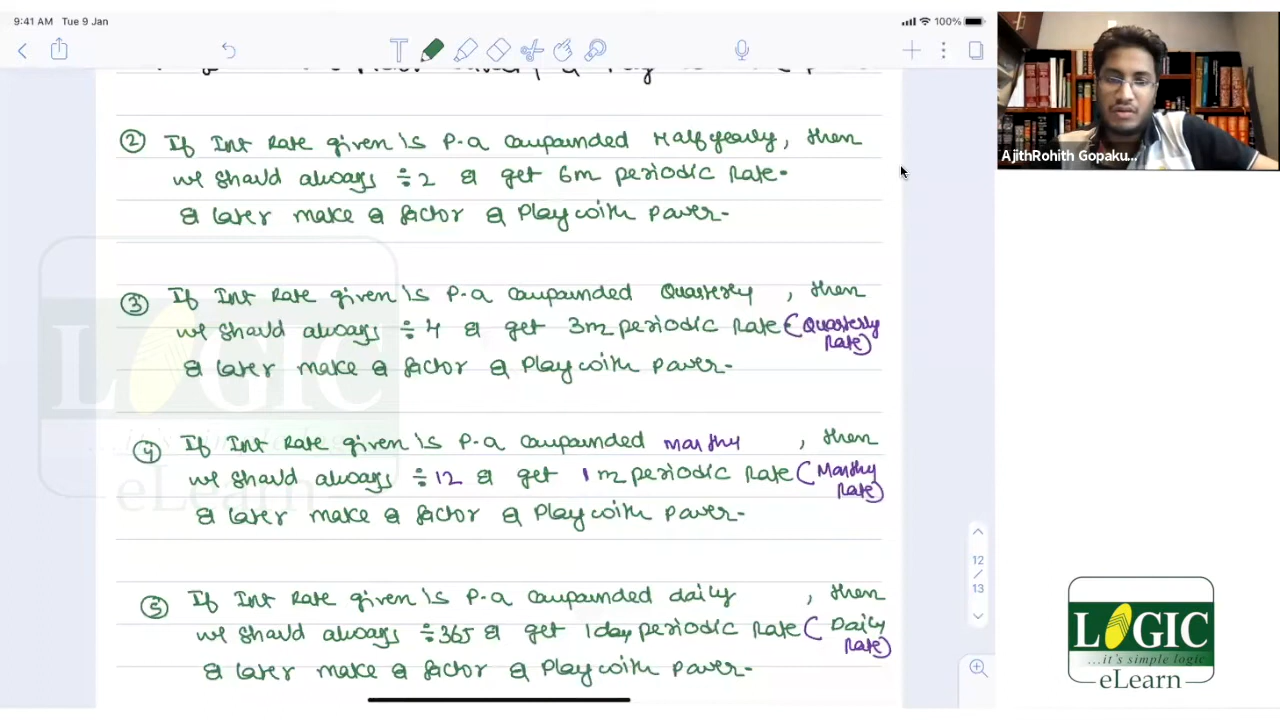 9:41 AM Tue 9 Jan
100%
② If Int Rate given is P.a compounded Half yearly, then
we should always ÷2 & get 6m periodic Rate.
& later make a factor & Play with power.
③ If Int Rate given is P.a compounded Quarterly, then
we should always ÷4 & get 3m periodic Rate (Quarterly Rate)
& later make a factor & Play with power.
④ If Int Rate given is P.a compounded monthly, then
we should always ÷12 & get 1m periodic Rate (Monthly Rate)
& later make a factor & Play with power.
⑤ If Int Rate given is P.a compounded daily, then
we should always ÷365 & get 1day periodic Rate (Daily Rate)
& later make a factor & Play with power.
12
/
13
AjithRohith Gopaku...
LOGIC
...it's simple logic
eLearn
LOGIC
...it's simple logic
eLearn